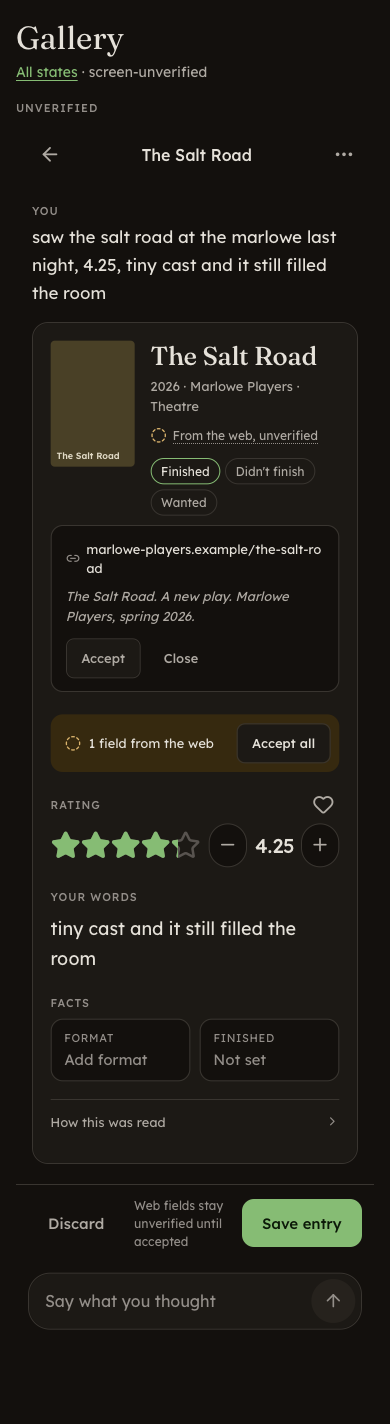 Gallery
All states · screen-unverified
UNVERIFIED
The Salt Road
YOU
saw the salt road at the marlowe last
night, 4.25, tiny cast and it still filled
the room
The Salt Road
The Salt Road
2026 · Marlowe Players ·
Theatre
From the web, unverified
Finished
Didn't finish
Wanted
marlowe-players.example/the-salt-ro
ad
The Salt Road. A new play. Marlowe
Players, spring 2026.
Accept
Close
1 field from the web
Accept all
RATING
4.25
YOUR WORDS
tiny cast and it still filled the
room
FACTS
FORMAT
Add format
FINISHED
Not set
How this was read
Discard
Web fields stay
unverified until
accepted
Save entry
Say what you thought